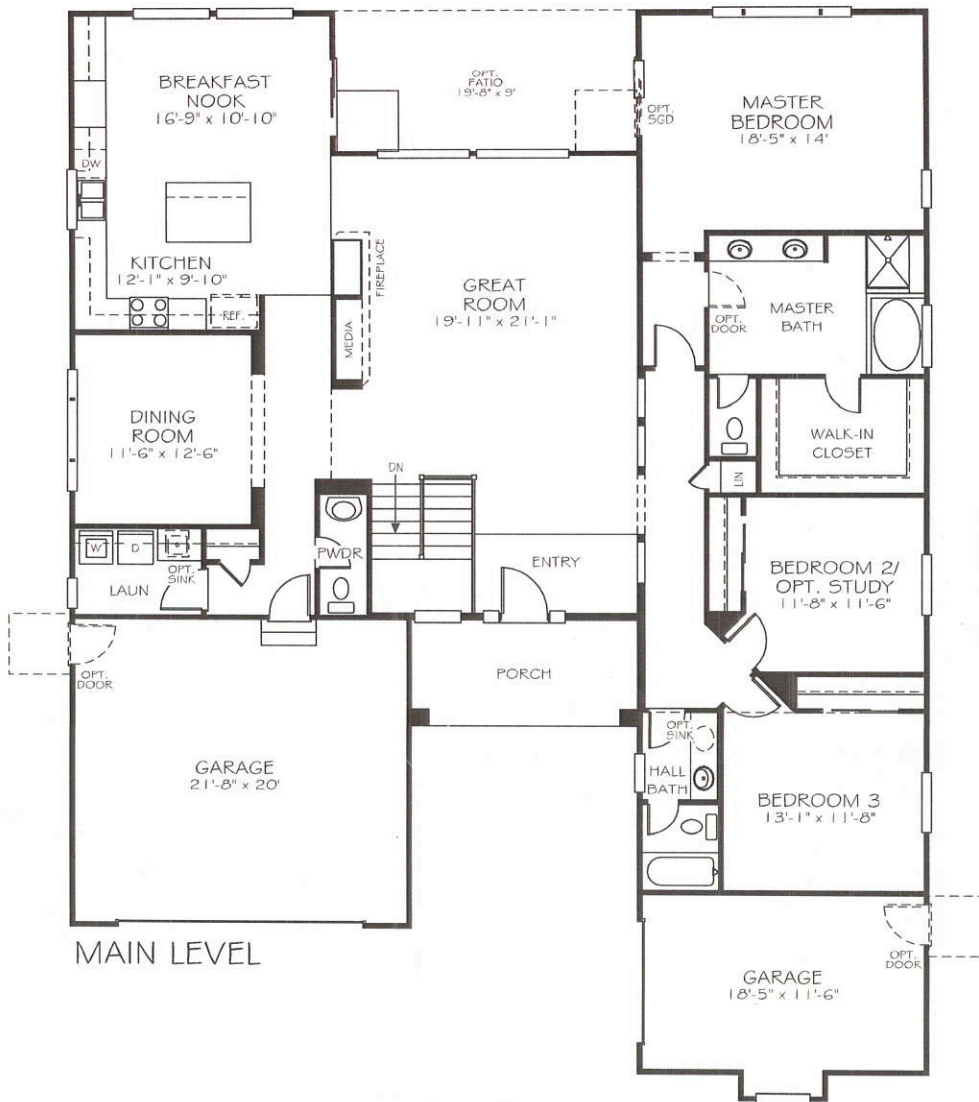 BREAKFAST
NOOK
16'-9" x 10'-10"
OPT.
PATIO
19'-8" x 9'
OPT.
SGD
MASTER
BEDROOM
18'-5" x 14'
DW
KITCHEN
12'-1" x 9'-10"
REF.
FIREPLACE
MEDIA
GREAT
ROOM
19'-11" x 21'-1"
OPT.
DOOR
MASTER
BATH
DINING
ROOM
11'-6" x 12'-6"
WALK-IN
CLOSET
LIN
DN
W
D
OPT.
SINK
LAUN
PWDR
ENTRY
BEDROOM 2/
OPT. STUDY
11'-8" x 11'-6"
OPT.
DOOR
PORCH
GARAGE
21'-8" x 20'
OPT.
SINK
HALL
BATH
BEDROOM 3
13'-1" x 11'-8"
MAIN LEVEL
OPT.
DOOR
GARAGE
18'-5" x 11'-6"